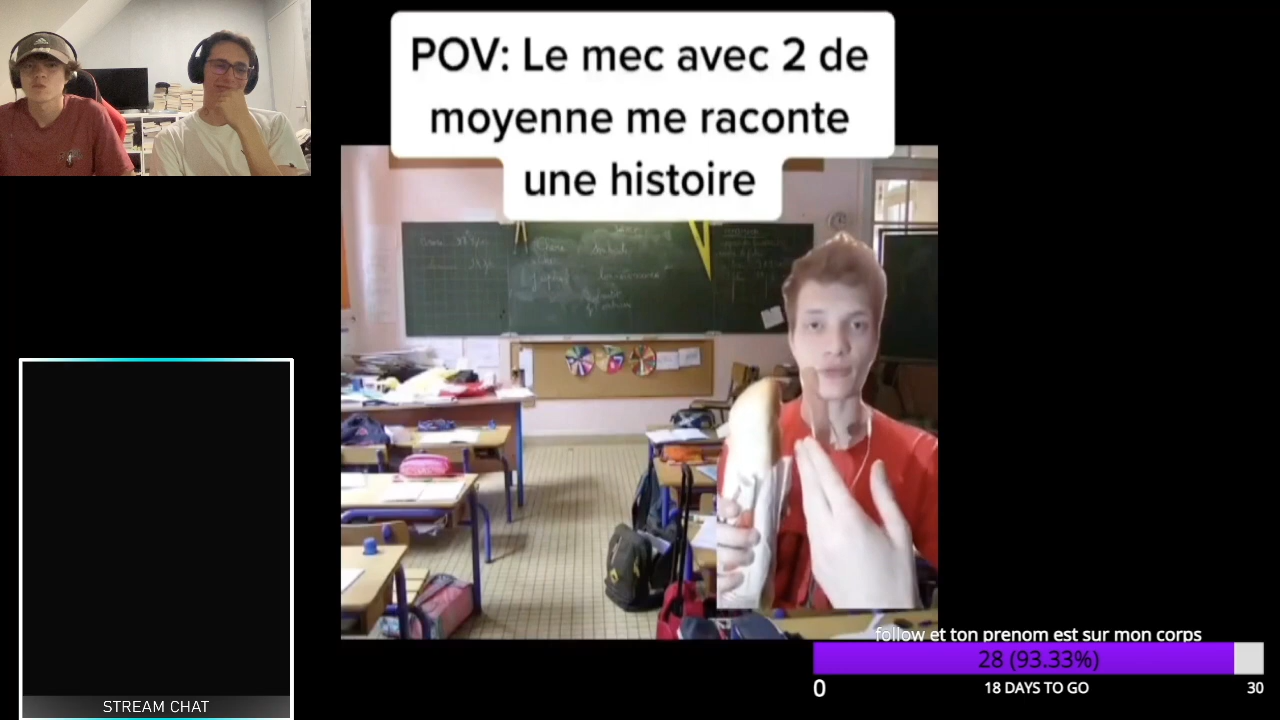 POV: Le mec avec 2 de
moyenne me raconte
une histoire
follow et ton prenom est sur mon corps
28 (93.33%)
0
18 DAYS TO GO
30
STREAM CHAT